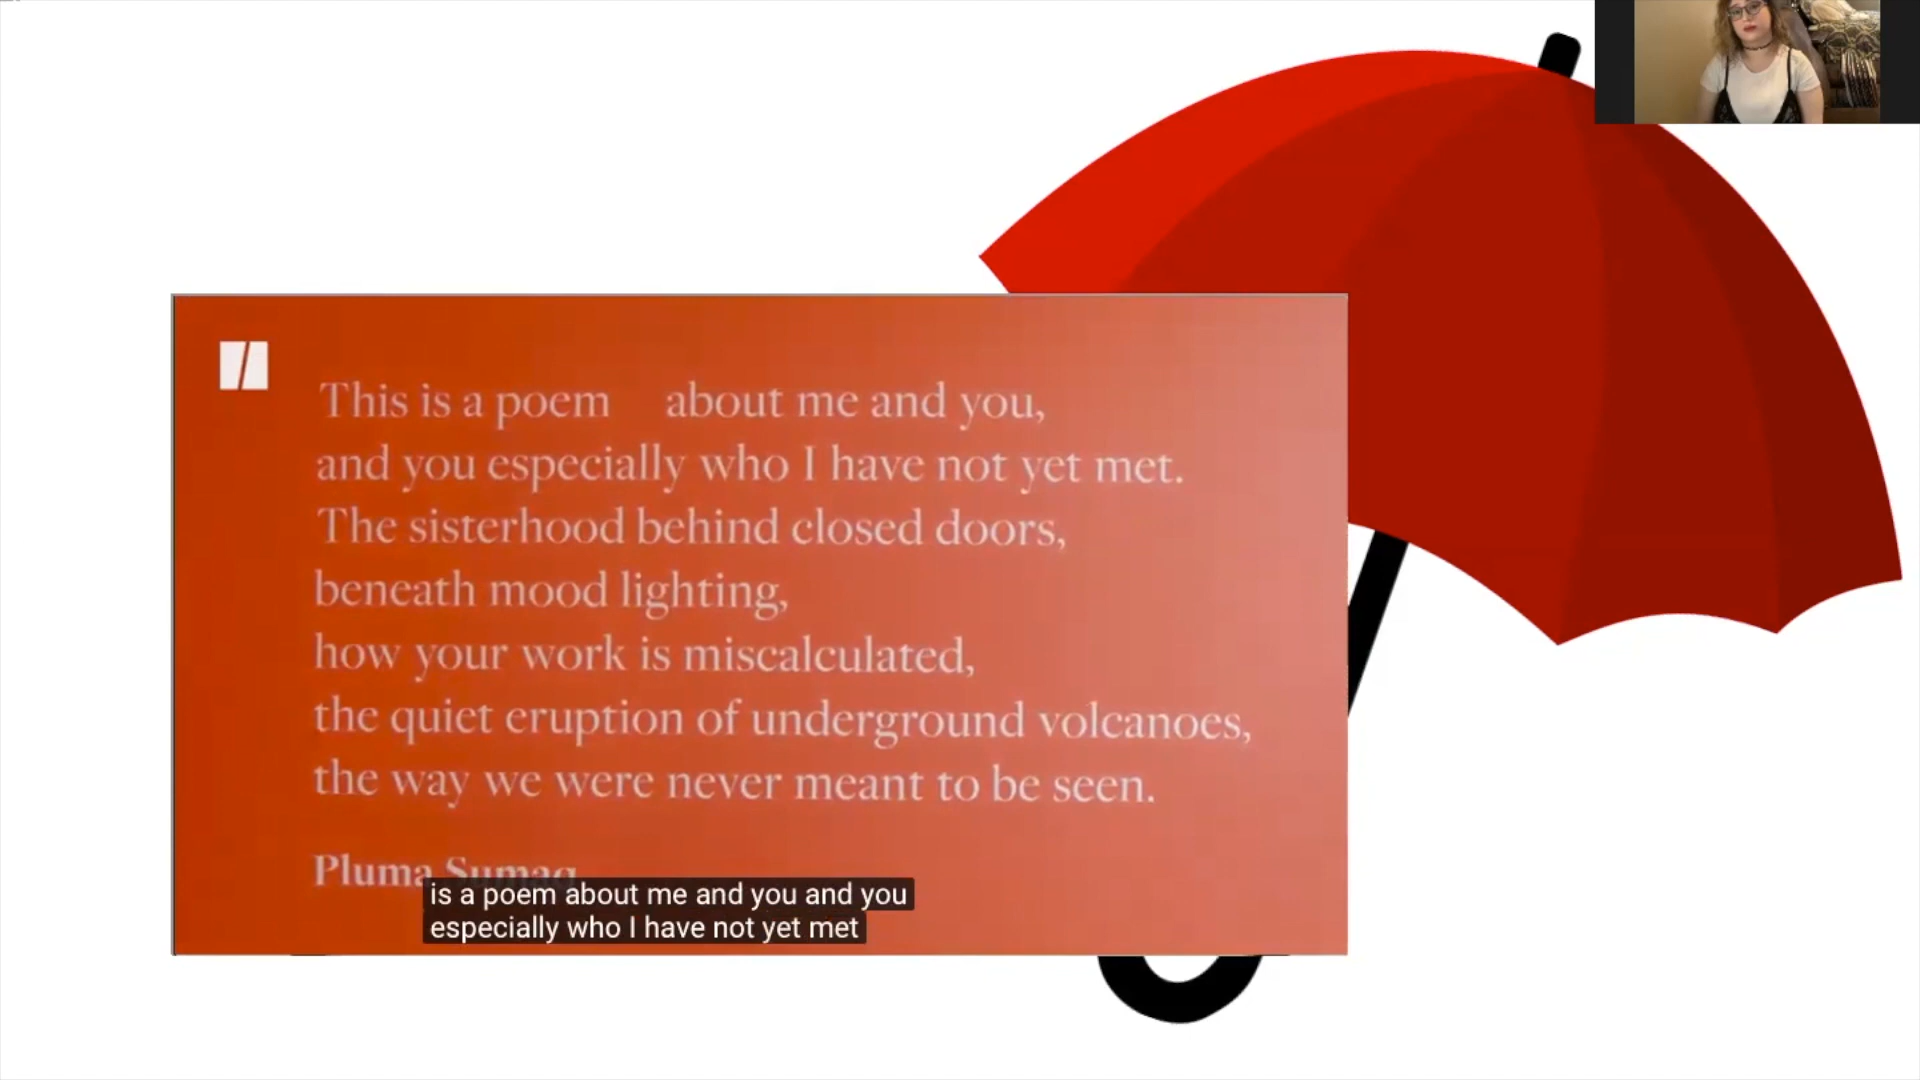 This is a poem about me and you,
and you especially who I have not yet met.
The sisterhood behind closed doors,
beneath mood lighting,
how your work is miscalculated,
the quiet eruption of underground volcanoes,
the way we were never meant to be seen.
Pluma Sumaq
is a poem about me and you and you
especially who I have not yet met